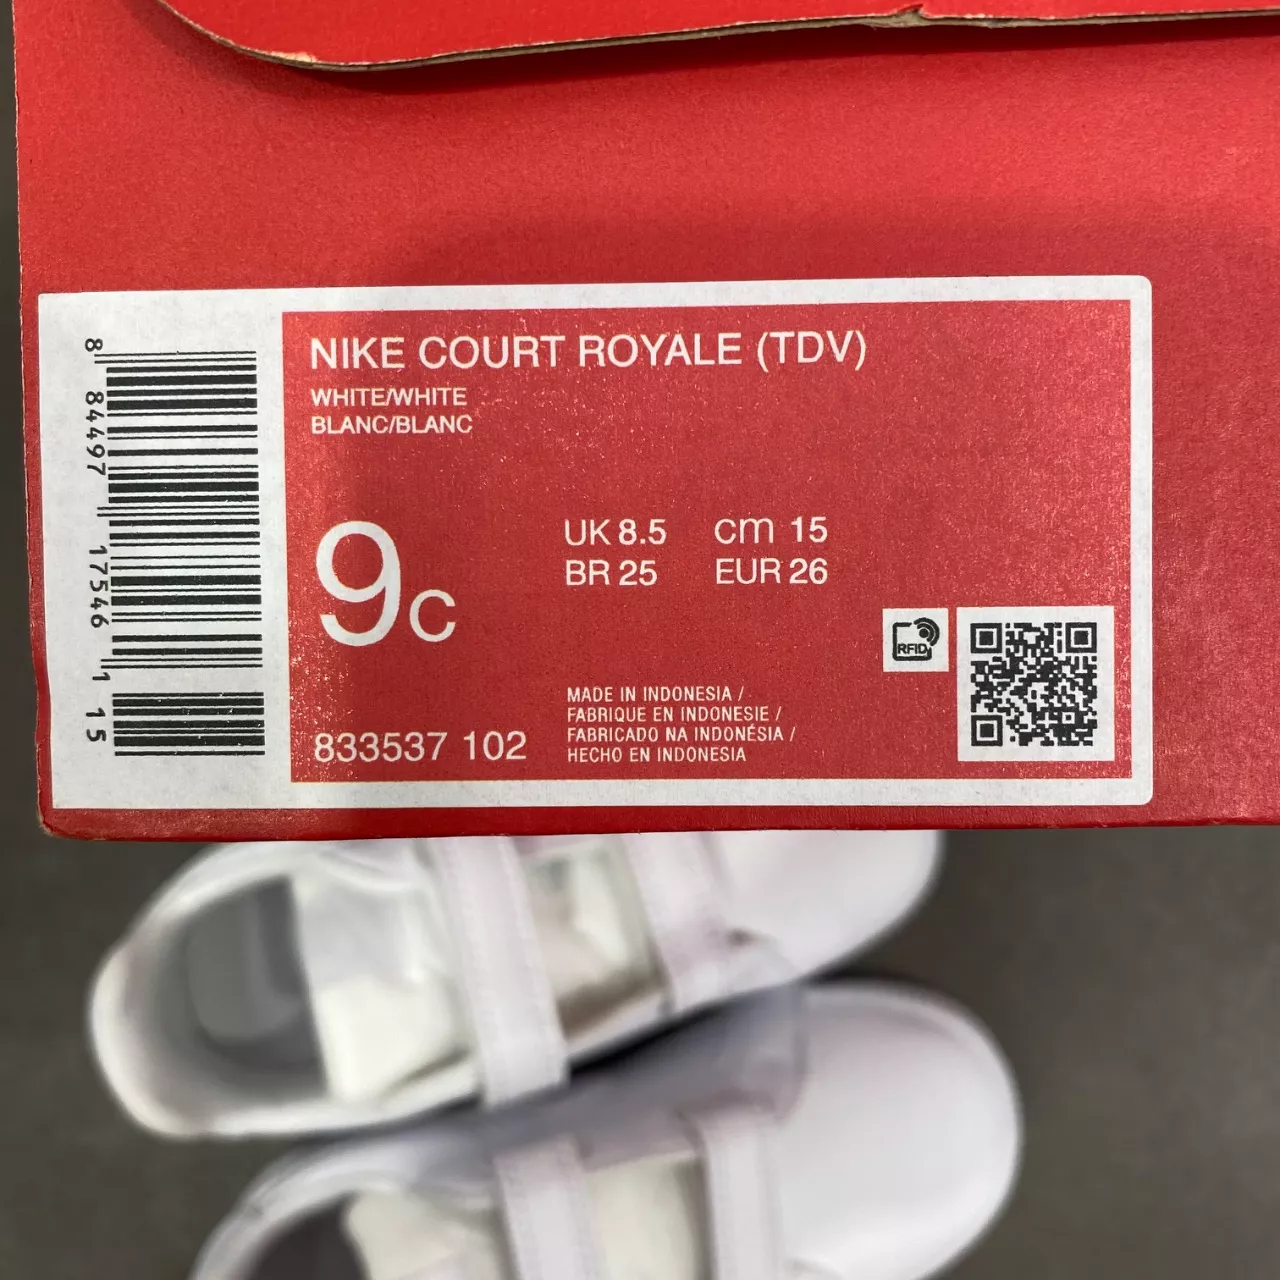 NIKE COURT ROYALE (TDV)
WHITE/WHITE
BLANC/BLANC
9C
UK 8.5 cm 15
BR 25 EUR 26
RFID
833537 102
MADE IN INDONESIA /
FABRIQUE EN INDONESIE /
FABRICADO NA INDONÉSIA /
HECHO EN INDONESIA
8 84497 17546 1 15